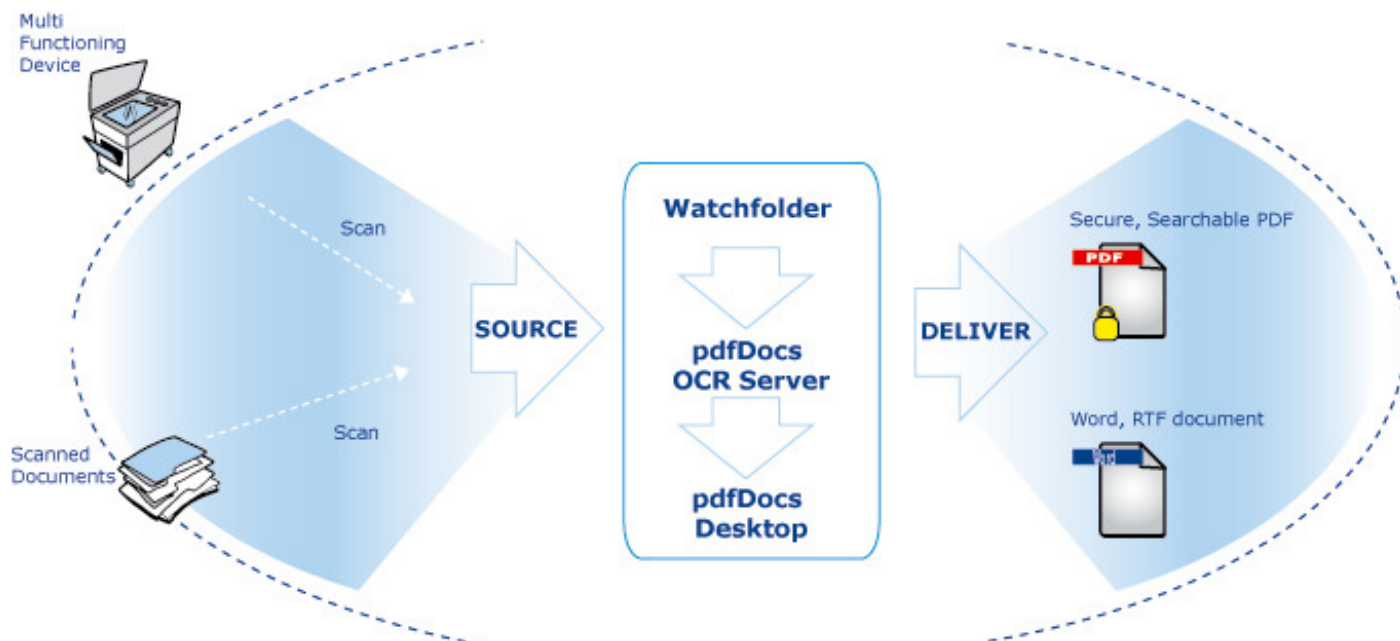 Multi
Functioning
Device
Scan
Scan
Scanned
Documents
SOURCE
Watchfolder
pdfDocs
OCR Server
pdfDocs
Desktop
DELIVER
Secure, Searchable PDF
PDF
Word, RTF document
Word